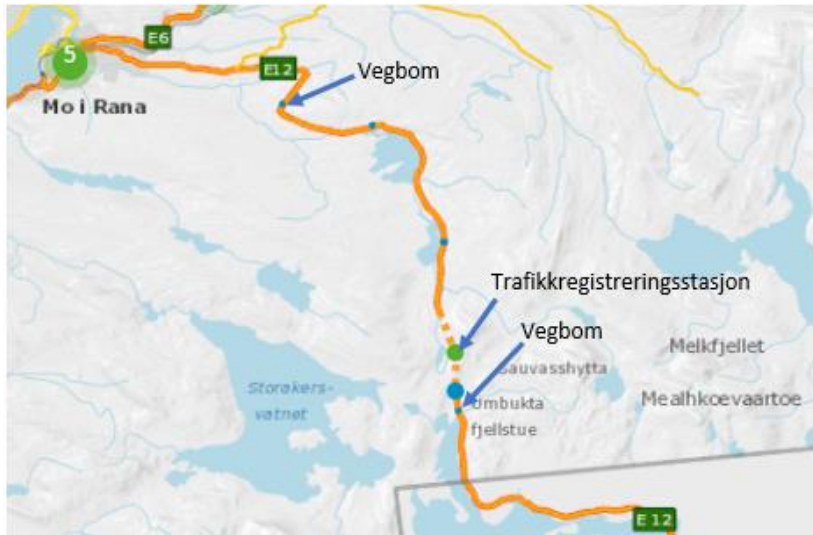 E6
5
E12
Vegbom
Mo i Rana
Trafikkregistreringsstasjon
Vegbom
Melkfjellet
Sauvasshytta
Storakers-
vatnet
Mealhkoevaartoe
Umbukta
fjellstue
E 12